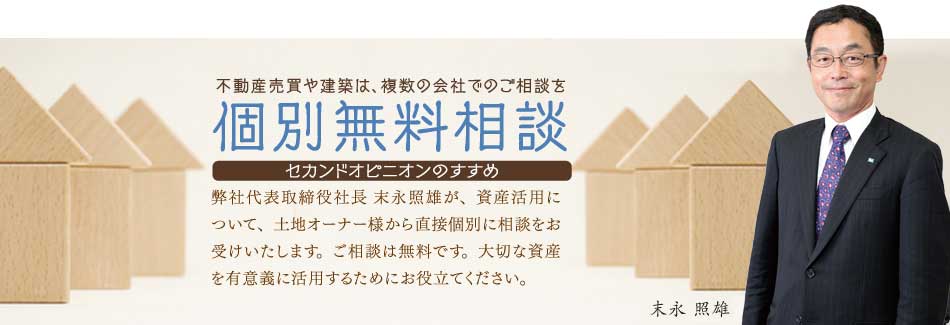 不動産売買や建築は、複数の会社でのご相談を
個別無料相談
セカンドオピニオンのすすめ
弊社代表取締役社長 末永照雄が、資産活用に
ついて、土地オーナー様から直接個別に相談をお
受けいたします。ご相談は無料です。大切な資産
を有意義に活用するためにお役立てください。
末永 照雄